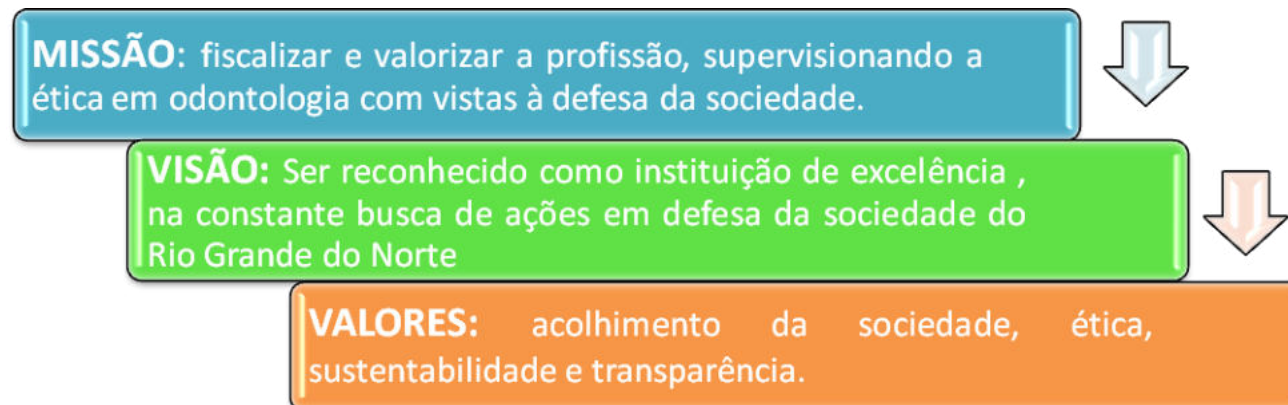 MISSÃO: fiscalizar e valorizar a profissão, supervisionando a
ética em odontologia com vistas à defesa da sociedade.
VISÃO: Ser reconhecido como instituição de excelência ,
na constante busca de ações em defesa da sociedade do
Rio Grande do Norte
VALORES: acolhimento da sociedade, ética,
sustentabilidade e transparência.